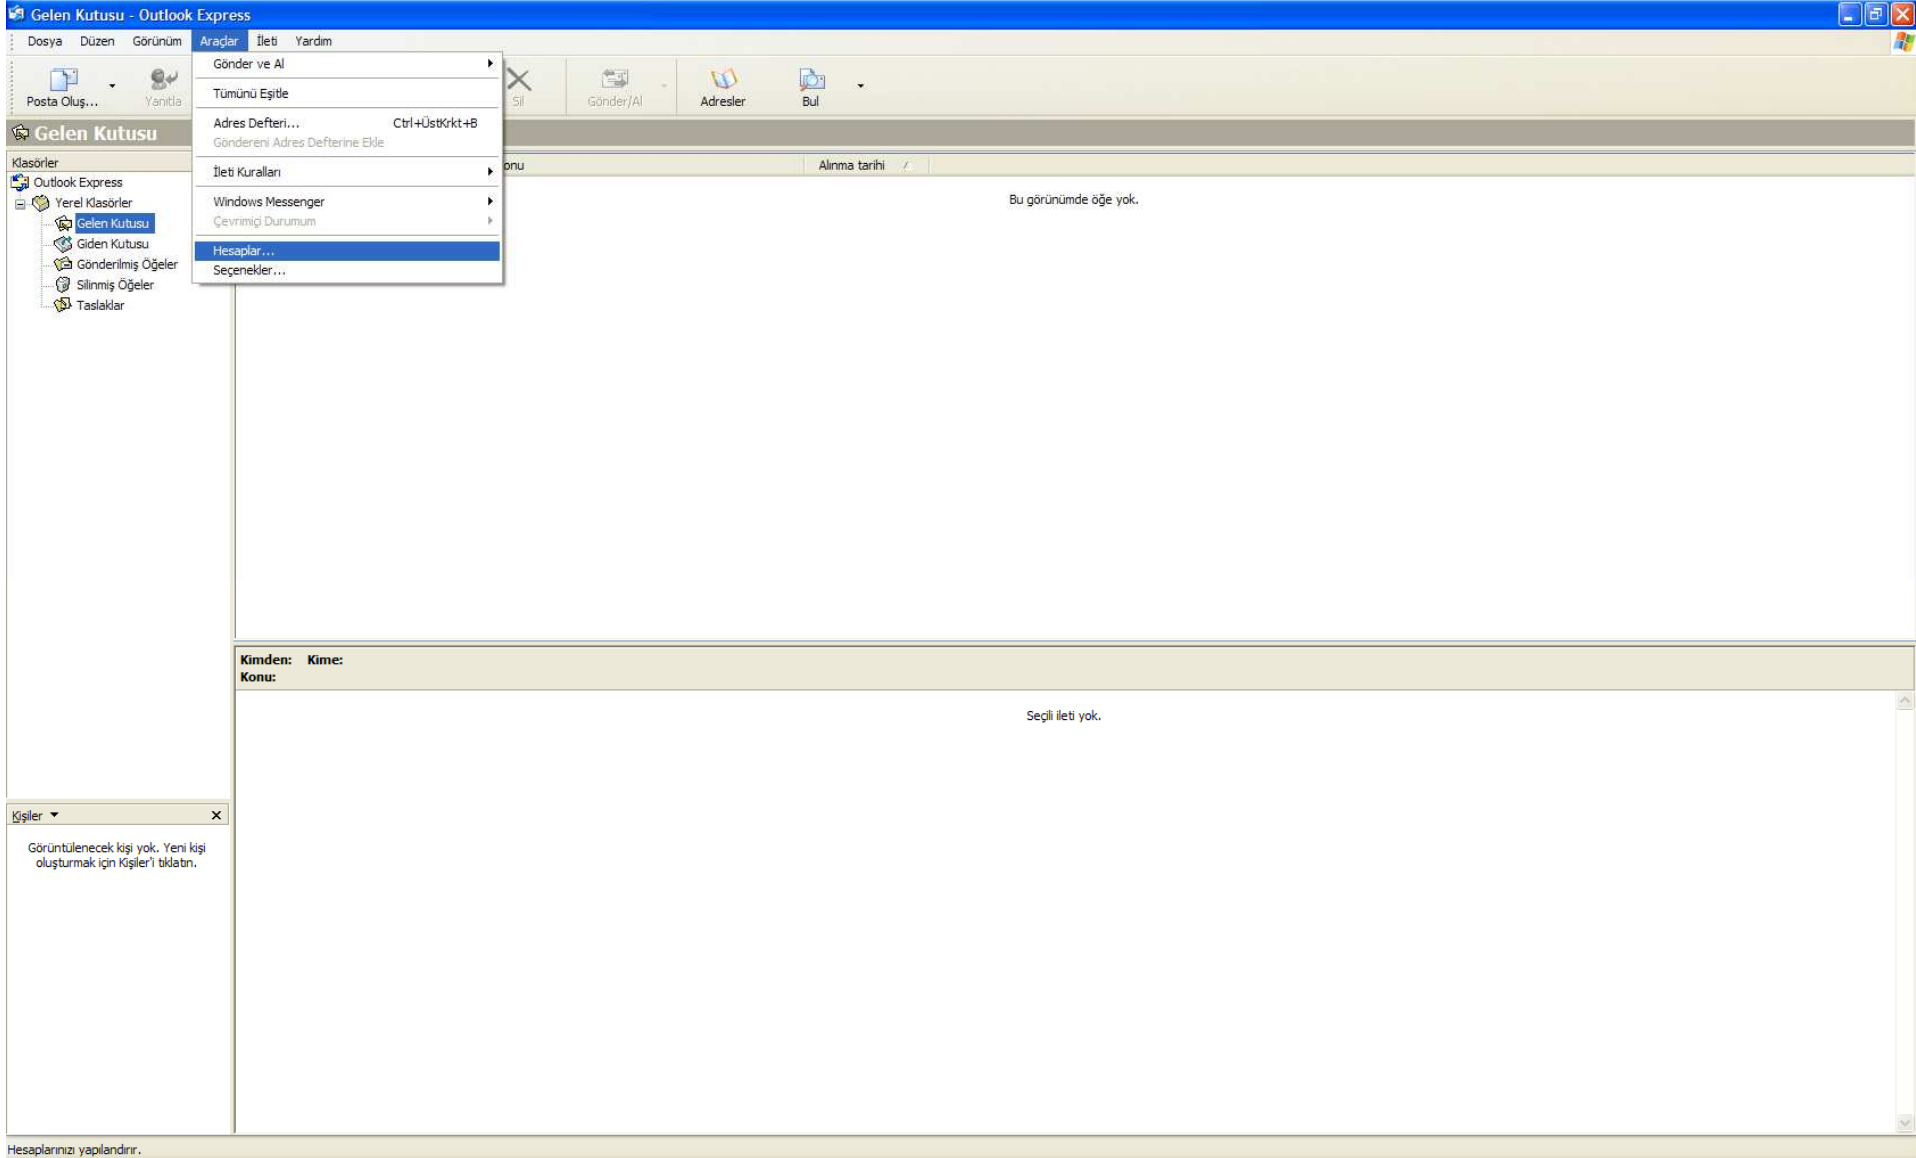 Gelen Kutusu - Outlook Express
Dosya Düzen Görünüm Araçlar İleti Yardım
Posta Oluş... Yanıtla Sil Gönder/Al Adresler Bul
Gelen Kutusu
Gönder ve Al
Tümünü Eşitle
Adres Defteri... Ctrl+ÜstKrkt+B
Göndereni Adres Defterine Ekle
İleti Kuralları
Windows Messenger
Çevrimiçi Durumum
Hesaplar...
Seçenekler...
Klasörler
Outlook Express
Yerel Klasörler
Gelen Kutusu
Giden Kutusu
Gönderilmiş Öğeler
Silinmiş Öğeler
Taslaklar
onu Alınma tarihi
Bu görünümde öğe yok.
Kimden: Kime:
Konu:
Seçili ileti yok.
Kişiler
Görüntülenecek kişi yok. Yeni kişi
oluşturmak için Kişiler'i tıklatın.
Hesaplarınızı yapılandırır.